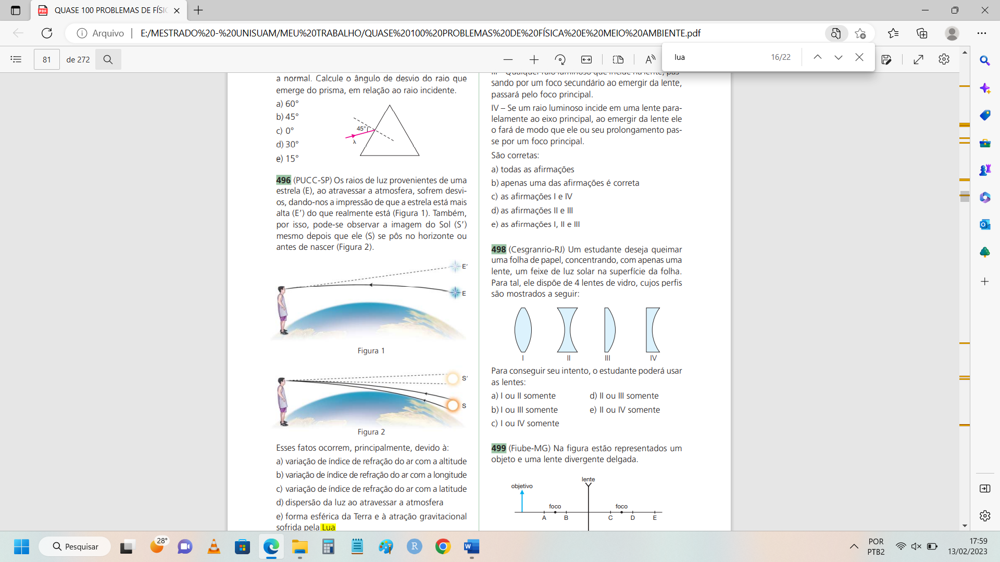 QUASE 100 PROBLEMAS DE FÍSIC
Arquivo
E:/MESTRADO%20-%20UNISUAM/MEU%20TRABALHO/QUASE%20100%20PROBLEMAS%20DE%20FÍSICA%20E%20MEIO%20AMBIENTE.pdf
81
de 272
lua
16/22
a normal. Calcule o ângulo de desvio do raio que
emerge do prisma, em relação ao raio incidente.
a) 60°
b) 45°
c) 0°
d) 30°
e) 15°
45°
λ
496 (PUCC-SP) Os raios de luz provenientes de uma
estrela (E), ao atravessar a atmosfera, sofrem desvi-
os, dando-nos a impressão de que a estrela está mais
alta (E’) do que realmente está (Figura 1). Também,
por isso, pode-se observar a imagem do Sol (S’)
mesmo depois que ele (S) se pôs no horizonte ou
antes de nascer (Figura 2).
E’
E
Figura 1
S’
S
Figura 2
Esses fatos ocorrem, principalmente, devido à:
a) variação de índice de refração do ar com a altitude
b) variação de índice de refração do ar com a longitude
c) variação de índice de refração do ar com a latitude
d) dispersão da luz ao atravessar a atmosfera
e) forma esférica da Terra e à atração gravitacional
sofrida pela Lua
III – Qualquer raio luminoso que incide na lente, pas-
sando por um foco secundário ao emergir da lente,
passará pelo foco principal.
IV – Se um raio luminoso incide em uma lente para-
lelamente ao eixo principal, ao emergir da lente ele
o fará de modo que ele ou seu prolongamento pas-
se por um foco principal.
São corretas:
a) todas as afirmações
b) apenas uma das afirmações é correta
c) as afirmações I e IV
d) as afirmações II e III
e) as afirmações I, II e III
498 (Cesgranrio-RJ) Um estudante deseja queimar
uma folha de papel, concentrando, com apenas uma
lente, um feixe de luz solar na superfície da folha.
Para tal, ele dispõe de 4 lentes de vidro, cujos perfis
são mostrados a seguir:
I II III IV
Para conseguir seu intento, o estudante poderá usar
as lentes:
a) I ou II somente
b) I ou III somente
c) I ou IV somente
d) II ou III somente
e) II ou IV somente
499 (Fiube-MG) Na figura estão representados um
objeto e uma lente divergente delgada.
lente
objetivo
foco foco
A B C D E
Pesquisar
28°
R
W
POR
PTB2
17:59
13/02/2023